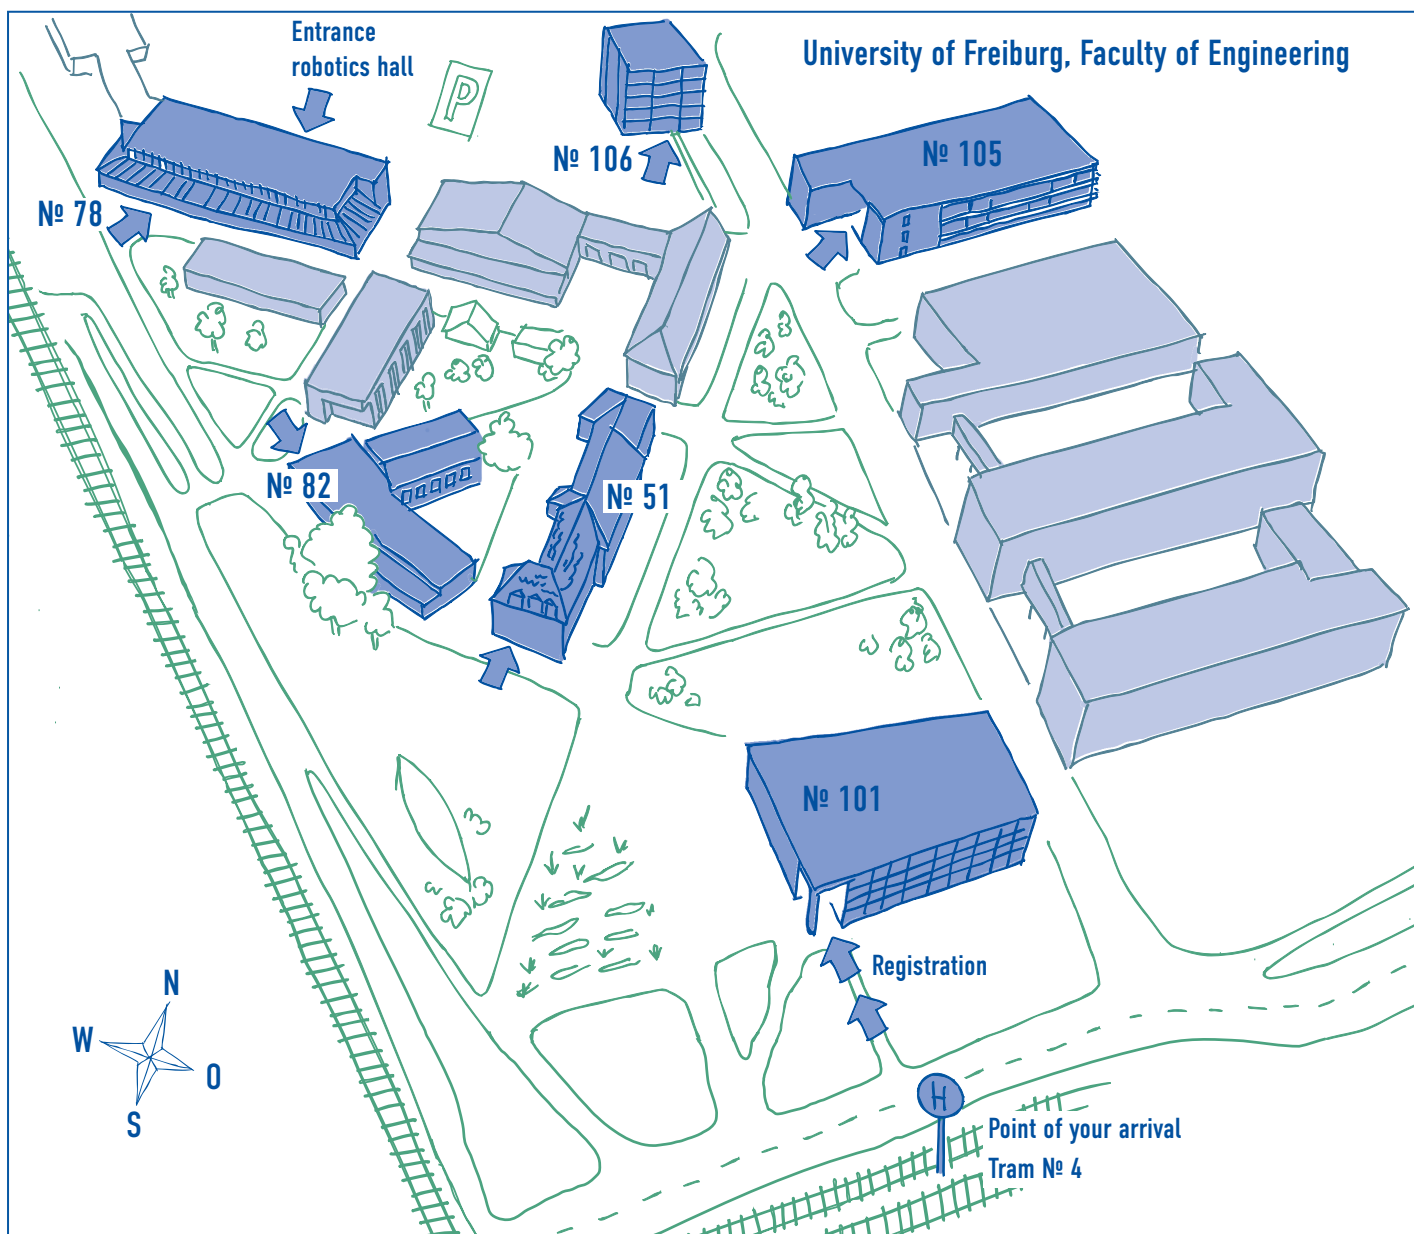 Entrance
robotics hall
University of Freiburg, Faculty of Engineering
P
№ 106
№ 105
№ 78
№ 82
№ 51
№ 101
Registration
N
W
O
S
H
Point of your arrival
Tram № 4